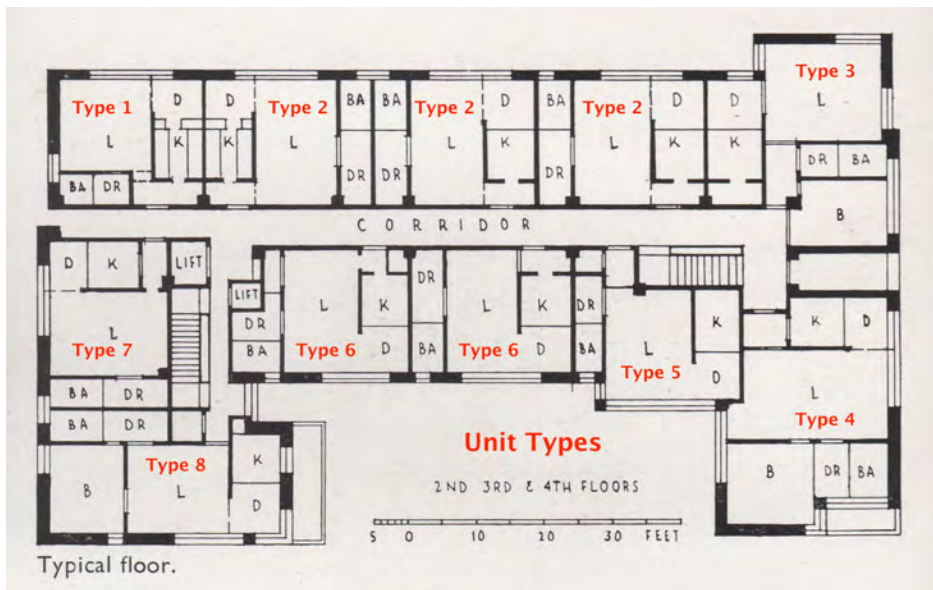 Type 3
L
Type 1 D D Type 2 BA BA Type 2 D BA Type 2 D D
L K K L L K L K K
DR BA
BA DR DR DR DR
B
CORRIDOR
D K LIFT
L DR L
LIFT K K DR
L DR K K D
Type 7 BA Type 6 D BA Type 6 D BA L
Type 5 D
BA DR L
BA DR Type 4
Unit Types
Type 8 K
B L D B DR BA
2ND 3RD & 4TH FLOORS
5 0 10 20 30 FEET
Typical floor.